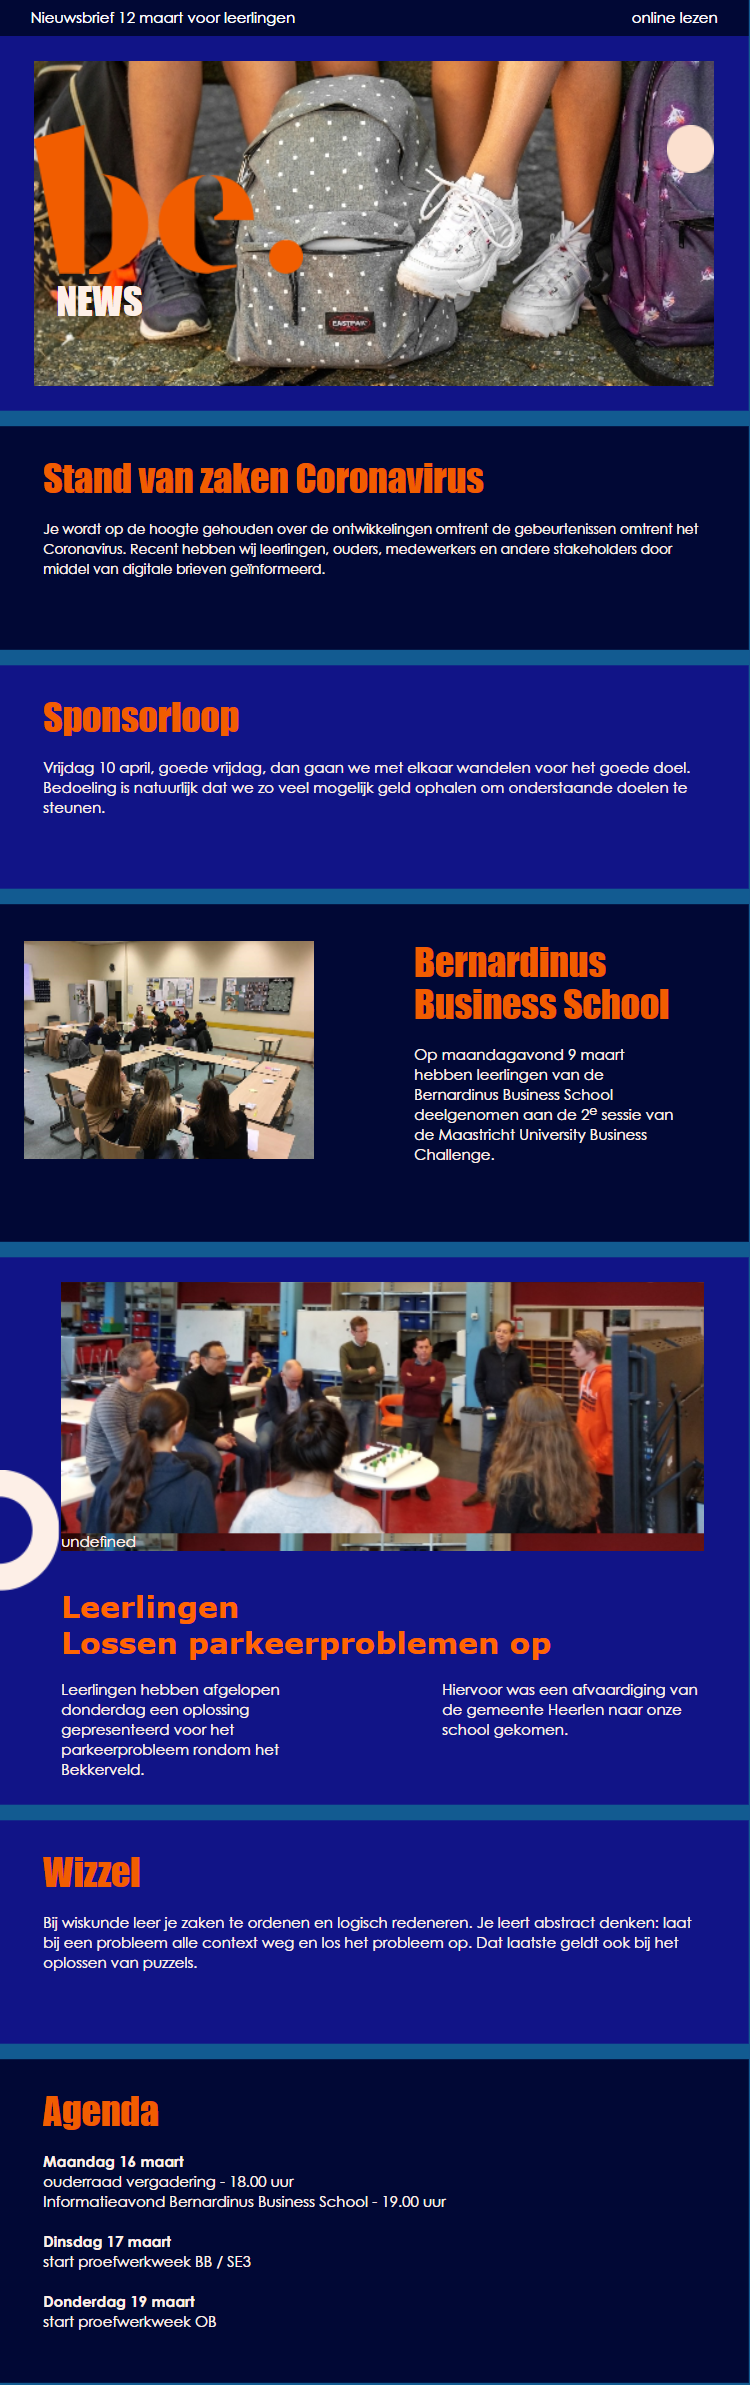 Nieuwsbrief 12 maart voor leerlingen
online lezen
be.
NEWS
EASTPAK
Stand van zaken Coronavirus
Je wordt op de hoogte gehouden over de ontwikkelingen omtrent de gebeurtenissen omtrent het
Coronavirus. Recent hebben wij leerlingen, ouders, medewerkers en andere stakeholders door
middel van digitale brieven geïnformeerd.
Sponsorloop
Vrijdag 10 april, goede vrijdag, dan gaan we met elkaar wandelen voor het goede doel.
Bedoeling is natuurlijk dat we zo veel mogelijk geld ophalen om onderstaande doelen te
steunen.
Bernardinus
Business School
Op maandagavond 9 maart
hebben leerlingen van de
Bernardinus Business School
deelgenomen aan de 2e sessie van
de Maastricht University Business
Challenge.
undefined
Leerlingen
Lossen parkeerproblemen op
Leerlingen hebben afgelopen
donderdag een oplossing
gepresenteerd voor het
parkeerprobleem rondom het
Bekkerveld.
Hiervoor was een afvaardiging van
de gemeente Heerlen naar onze
school gekomen.
Wizzel
Bij wiskunde leer je zaken te ordenen en logisch redeneren. Je leert abstract denken: laat
bij een probleem alle context weg en los het probleem op. Dat laatste geldt ook bij het
oplossen van puzzels.
Agenda
Maandag 16 maart
ouderraad vergadering - 18.00 uur
Informatieavond Bernardinus Business School - 19.00 uur
Dinsdag 17 maart
start proefwerkweek BB / SE3
Donderdag 19 maart
start proefwerkweek OB